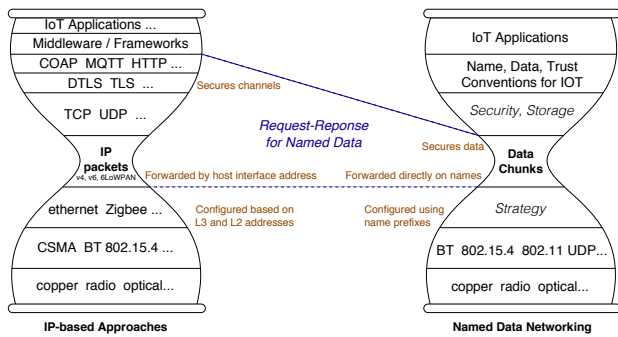 IoT Applications ...
Middleware / Frameworks
COAP MQTT HTTP ...
DTLS TLS ...
TCP UDP ...
IP
packets
v4, v6, 6LoWPAN
ethernet Zigbee ...
CSMA BT 802.15.4 ...
copper radio optical...
IP-based Approaches
Secures channels
Request-Reponse
for Named Data
Secures data
Forwarded by host interface address
Forwarded directly on names
Configured based on
L3 and L2 addresses
Configured using
name prefixes
IoT Applications
Name, Data, Trust
Conventions for IOT
Security, Storage
Data
Chunks
Strategy
BT 802.15.4 802.11 UDP...
copper radio optical...
Named Data Networking